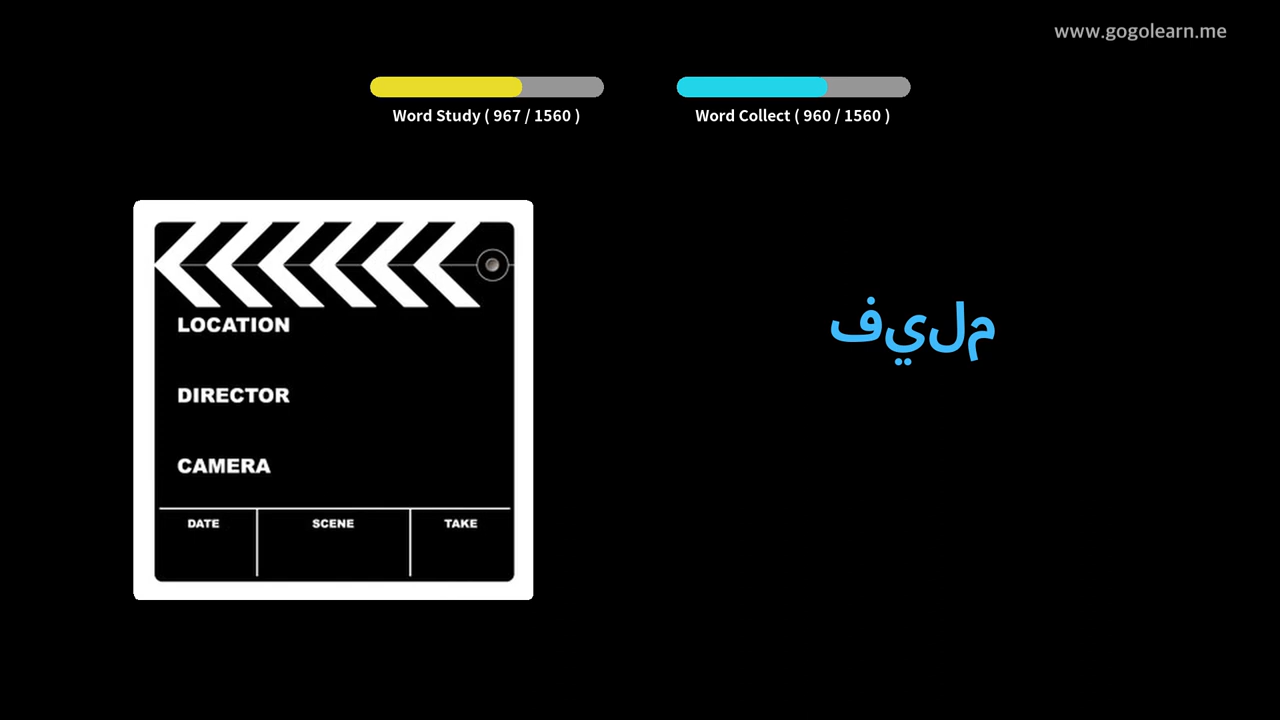 www.gogolearn.me
Word Study ( 967 / 1560 )
Word Collect ( 960 / 1560 )
LOCATION
DIRECTOR
CAMERA
DATE
SCENE
TAKE
فيلم